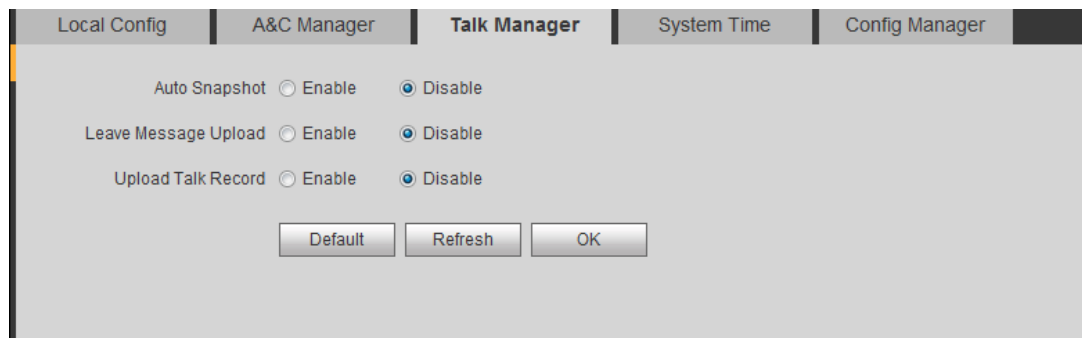 Local Config A&C Manager Talk Manager System Time Config Manager
Auto Snapshot Enable Disable
Leave Message Upload Enable Disable
Upload Talk Record Enable Disable
Default Refresh OK